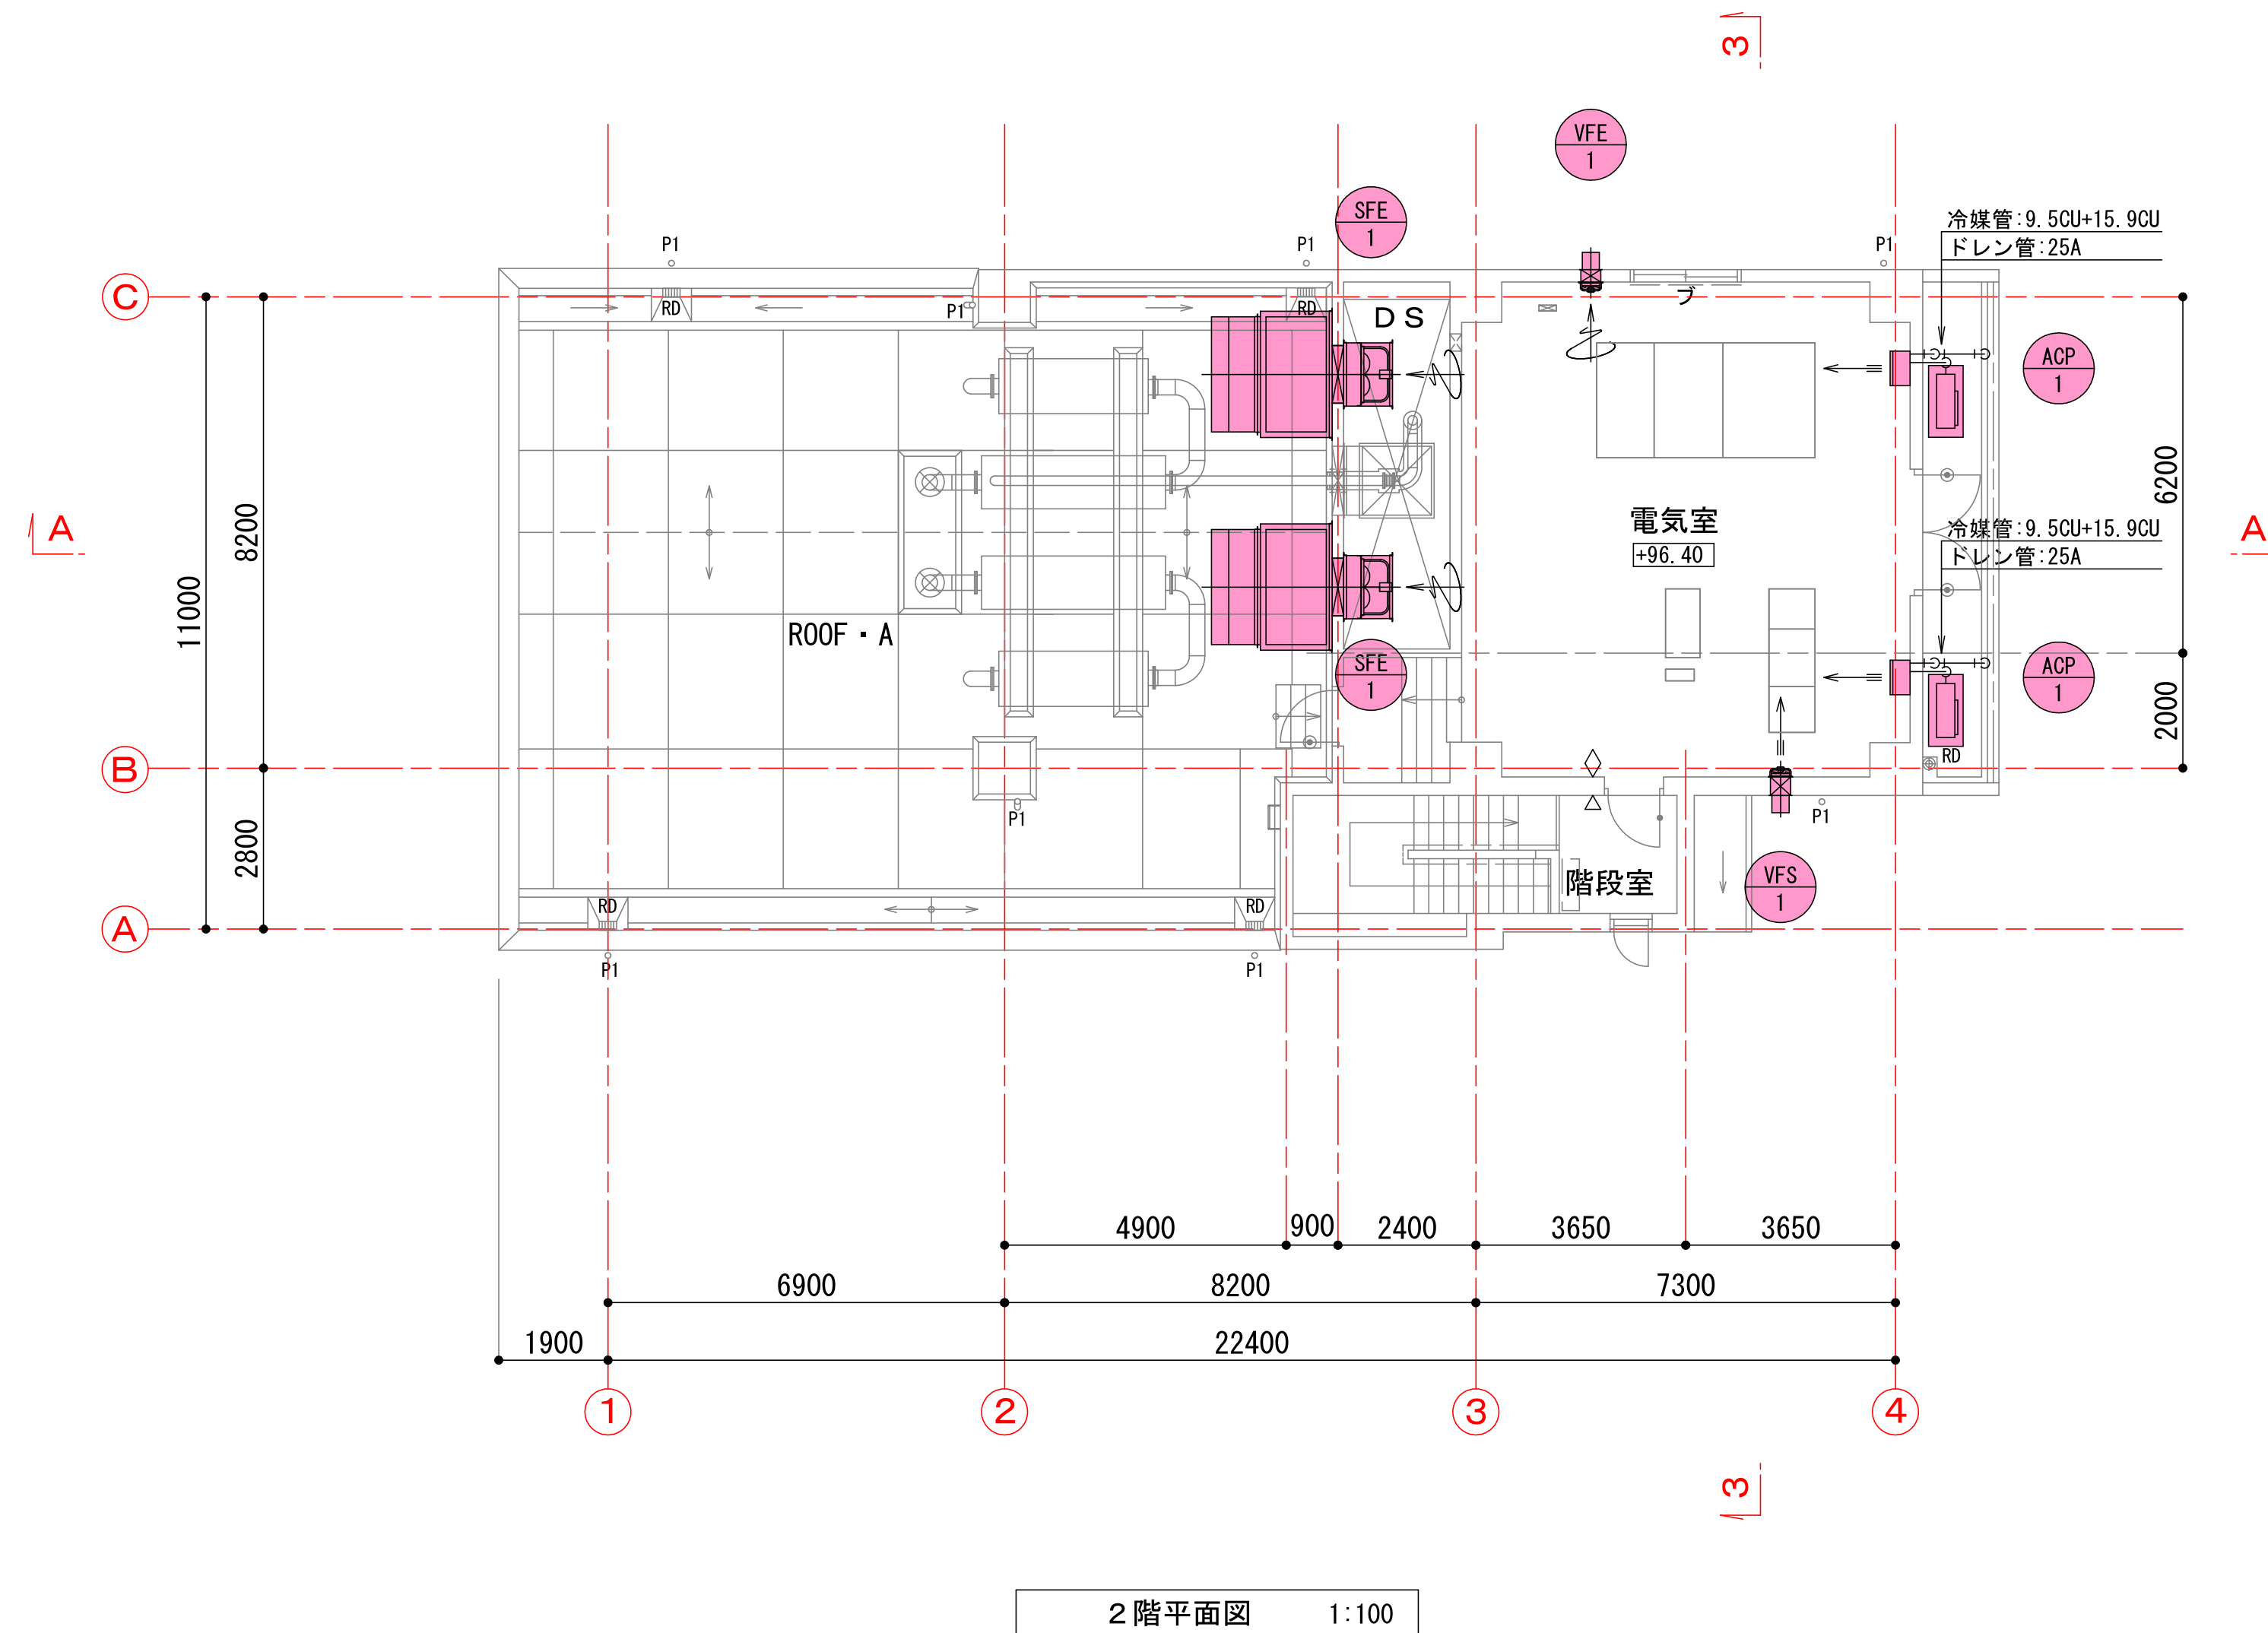 3
VFE
1
SFE
1
冷媒管:9.5CU+15.9CU
ドレン管:25A
P1
P1
P1
C
RD
P1
RD
DS
ブ
ACP
1
6200
8200
A
電気室
+96.40
冷媒管:9.5CU+15.9CU
ドレン管:25A
A
11000
ROOF・A
SFE
1
ACP
1
2000
B
RD
P1
P1
2800
階段室
VFS
1
RD
RD
A
P1
P1
4900
900
2400
3650
3650
6900
8200
7300
1900
22400
1
2
3
4
3
2階平面図 1:100